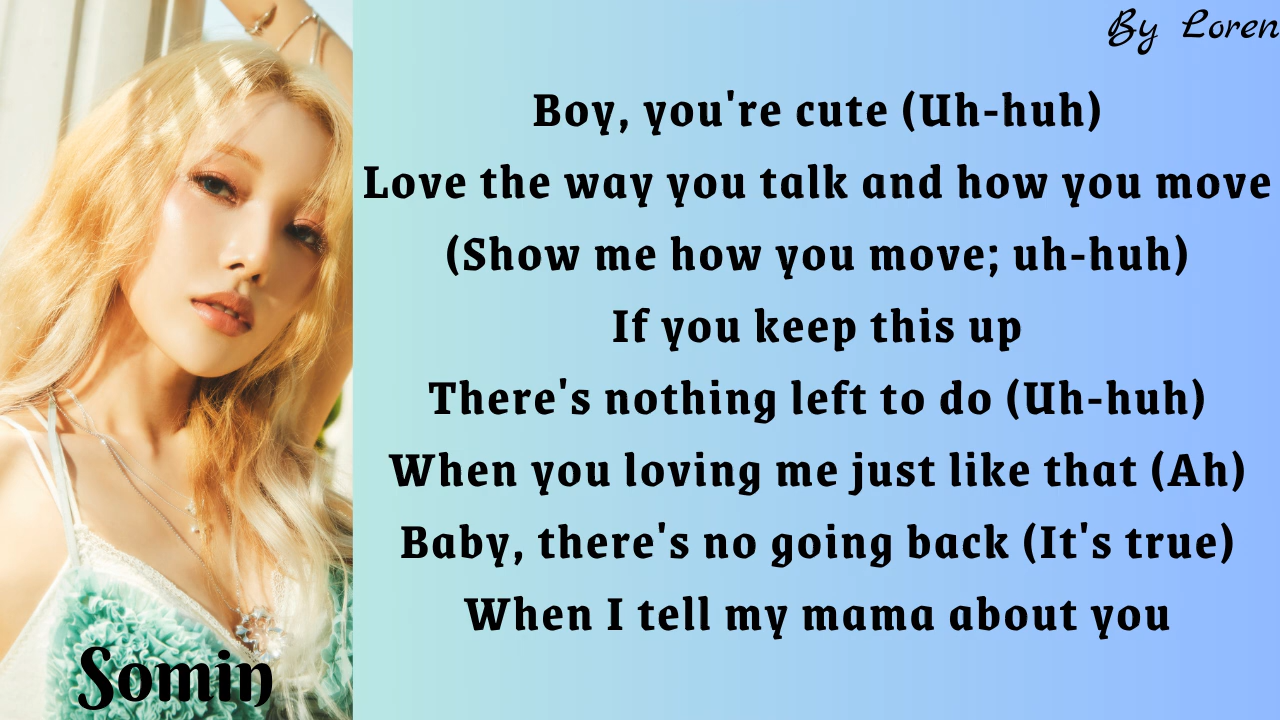 By Loren
Boy, you're cute (Uh-huh)
Love the way you talk and how you move
(Show me how you move; uh-huh)
If you keep this up
There's nothing left to do (Uh-huh)
When you loving me just like that (Ah)
Baby, there's no going back (It's true)
When I tell my mama about you
Somin